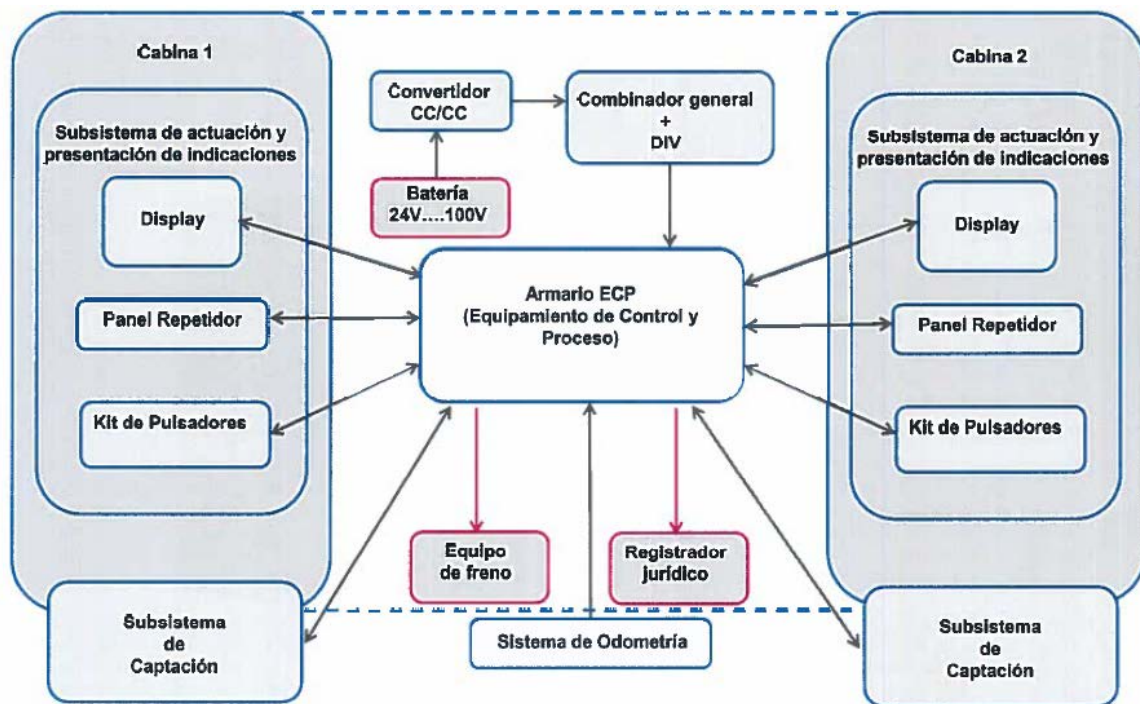 Cabina 1
Subsistema de actuación y
presentación de indicaciones
Display
Panel Repetidor
Kit de Pulsadores
Subsistema
de
Captación
Convertidor
CC/CC
Combinador general
+
DIV
Batería
24V....100V
Armario ECP
(Equipamiento de Control y
Proceso)
Equipo
de freno
Registrador
jurídico
Sistema de Odometría
Cabina 2
Subsistema de actuación y
presentación de indicaciones
Display
Panel Repetidor
Kit de Pulsadores
Subsistema
de
Captación